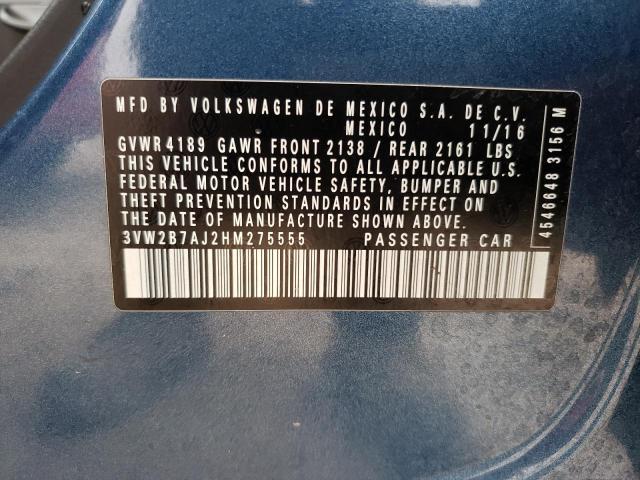 MFD BY VOLKSWAGEN DE MEXICO S.A. DE C.V.
MEXICO 11/16
GVWR 4189 GAWR FRONT 2138 / REAR 2161 LBS
THIS VEHICLE CONFORMS TO ALL APPLICABLE U.S.
FEDERAL MOTOR VEHICLE SAFETY, BUMPER AND
THEFT PREVENTION STANDARDS IN EFFECT ON
THE DATE OF MANUFACTURE SHOWN ABOVE.
3VW2B7AJ2HM275555 PASSENGER CAR
4546648 3156 M